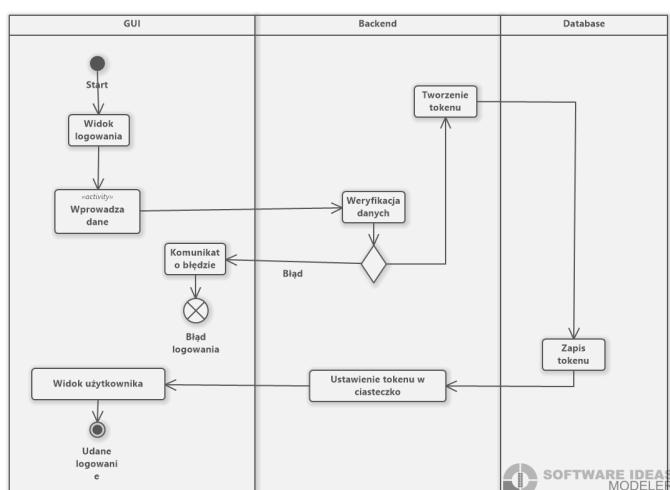 GUI
Backend
Database
Start
Widok
logowania
«activity»
Wprowadza
dane
Tworzenie
tokenu
Weryfikacja
danych
Komunikat
o błędzie
Błąd
Błąd
logowania
Zapis
tokenu
Ustawienie tokenu w
ciasteczko
Widok użytkownika
Udane
logowani
e
SOFTWARE IDEAS
MODELER